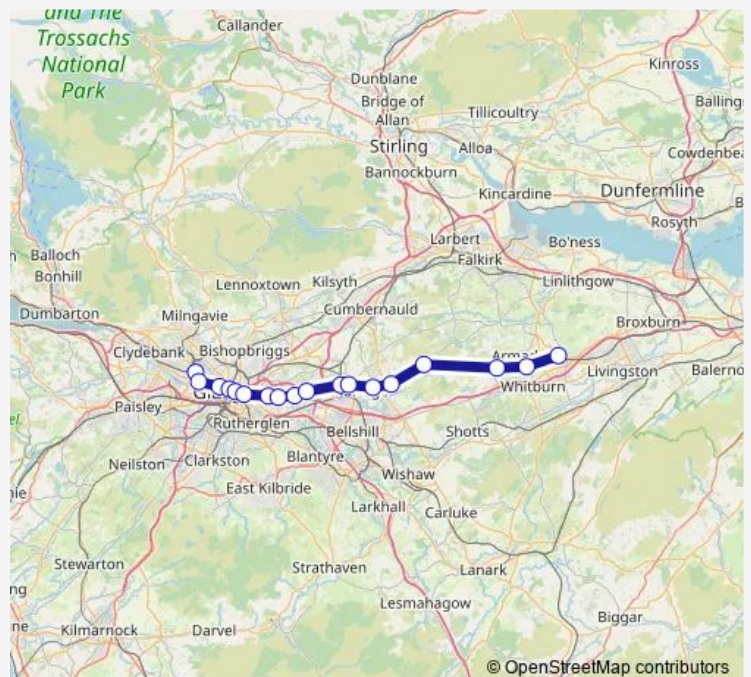 and The
Trossachs
National
Park
Callander
Kinross
Dunblane
Bridge of
Allan
Tillicoultry
Stirling
Alloa
Bannockburn
Kincardine
Dunfermline
Rosyth
Larbert
Falkirk
Bo'ness
Linlithgow
Balloch
Bonhill
Lennoxtown
Kilsyth
Dumbarton
Milngavie
Cumbernauld
Broxburn
Clydebank
Bishopbriggs
Whitburn
Livingston
Paisley
Rutherglen
Bellshill
Shotts
Neilston
Clarkston
Blantyre
Wishaw
East Kilbride
Larkhall
Carluke
Stewarton
Strathaven
Lanark
Lesmahagow
Biggar
Kilmarnock
Darvel
© OpenStreetMap contributors